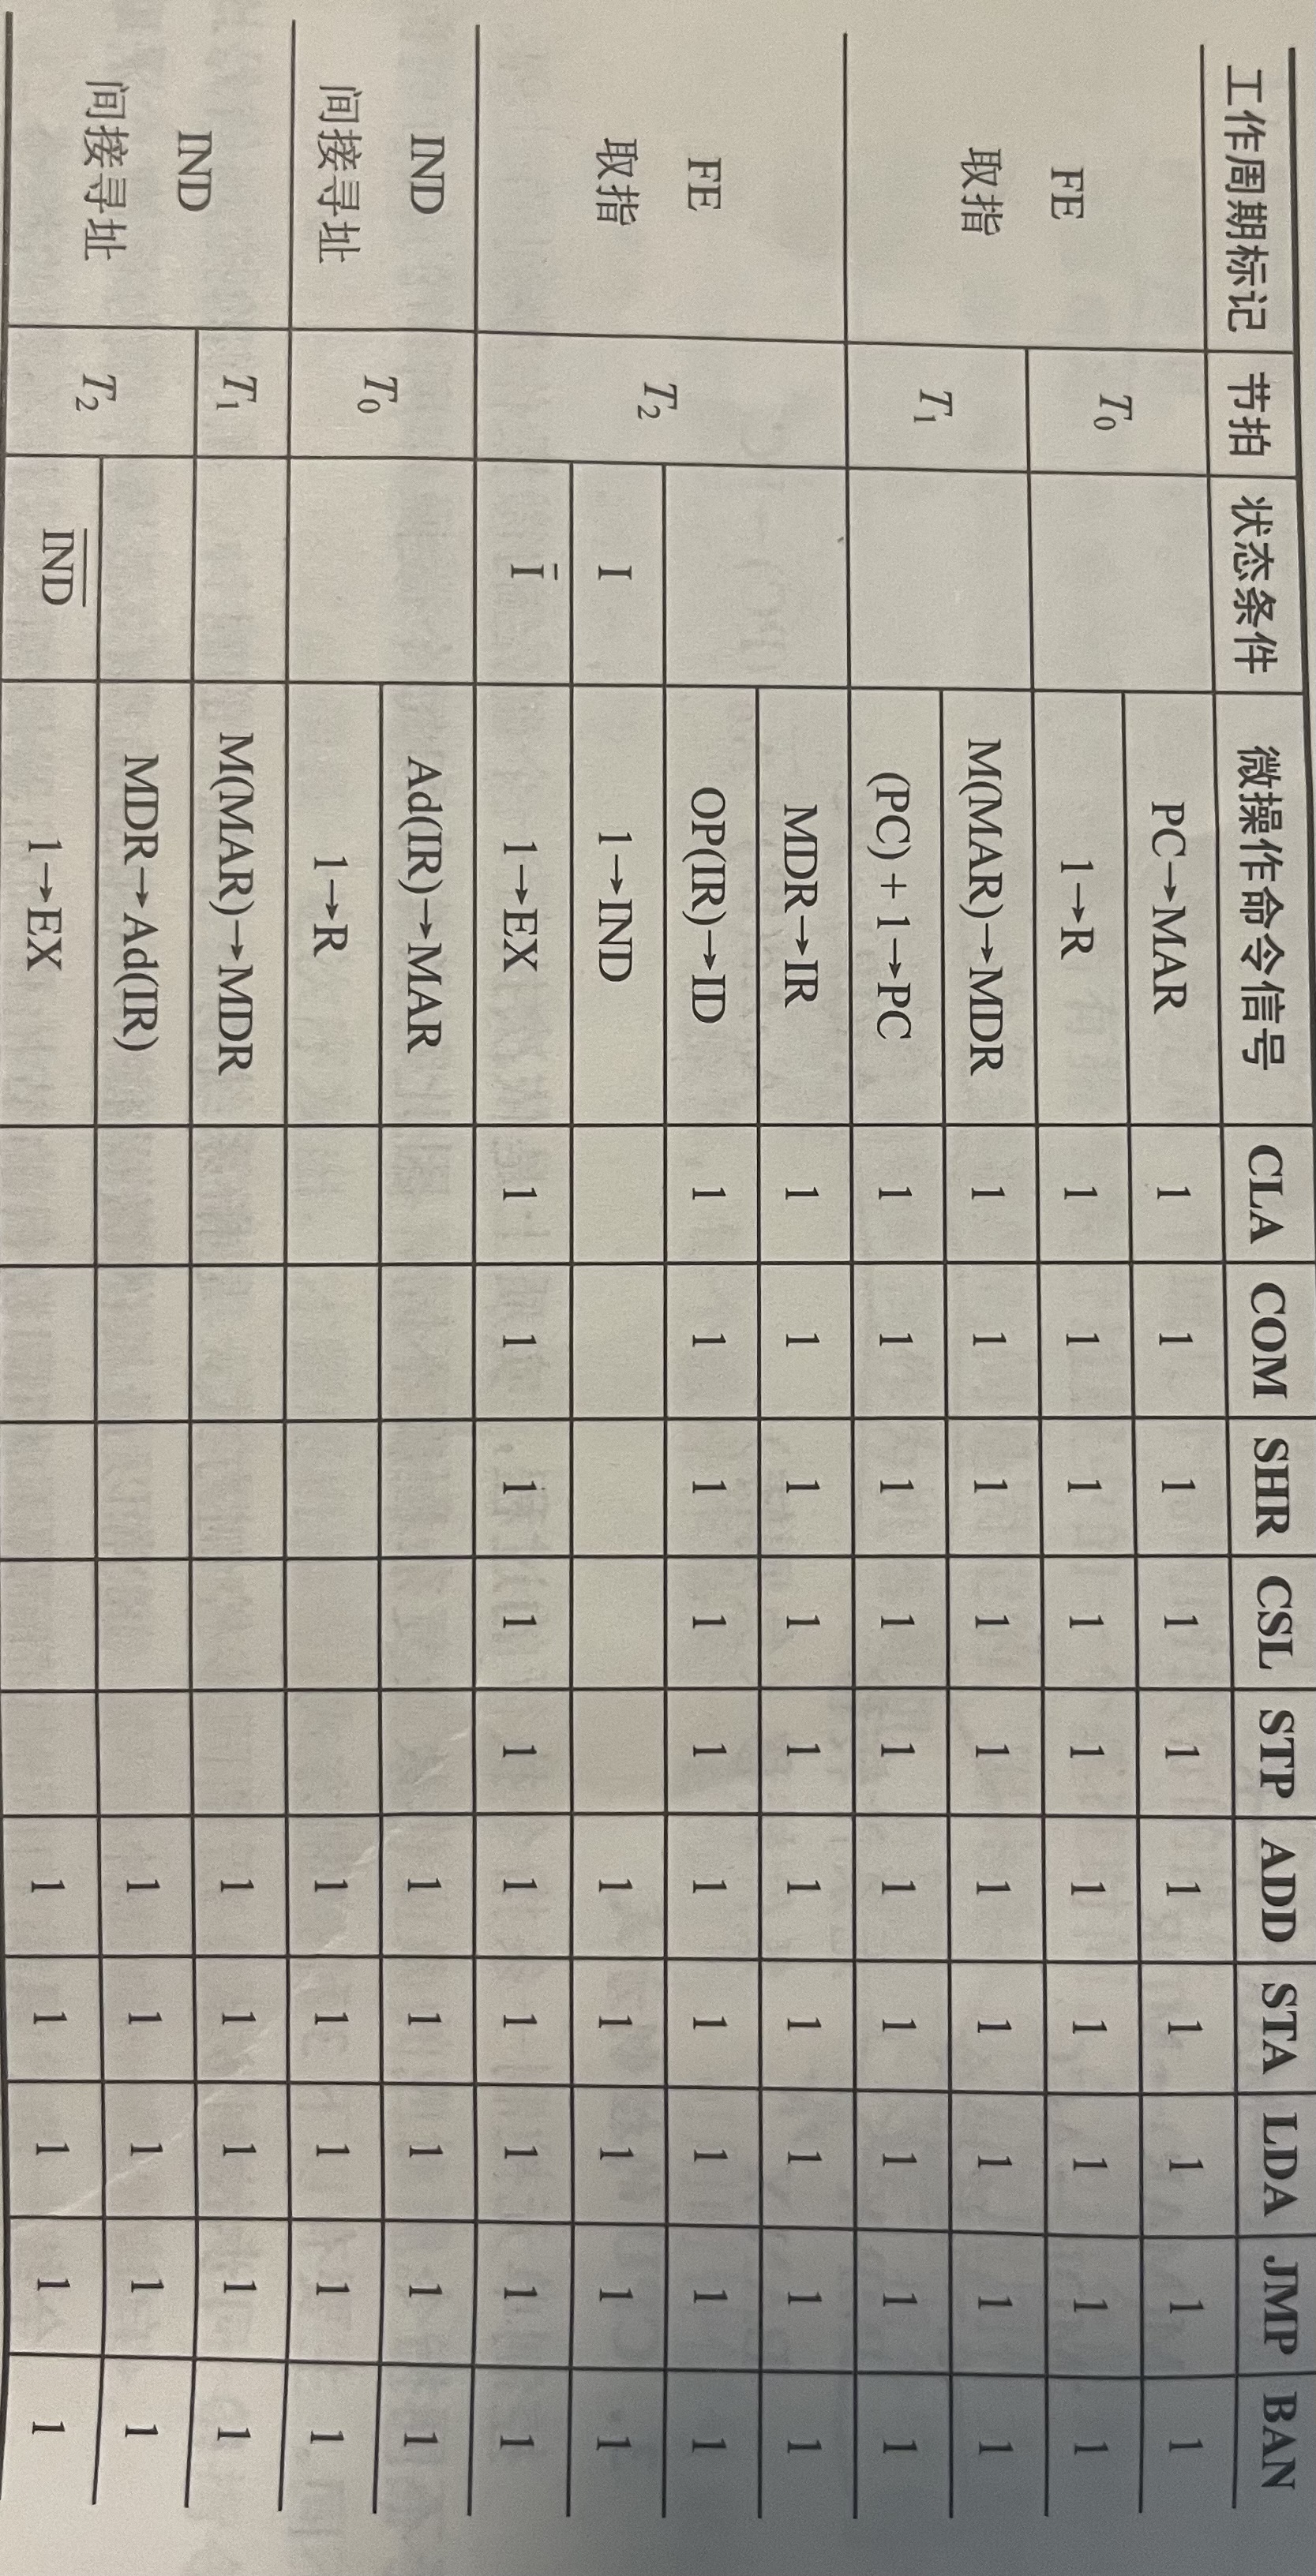 工作周期标记 节拍 状态条件 微操作命令信号 CLA COM SHR CSL STP ADD STA LDA JMP BAN
FE 取指 T₀ PC→MAR 1 1 1 1 1 1 1 1 1 1
1→R 1 1 1 1 1 1 1 1 1 1
T₁ M(MAR)→MDR 1 1 1 1 1 1 1 1 1 1
(PC) + 1→PC 1 1 1 1 1 1 1 1 1 1
FE 取指 T₂ MDR→IR 1 1 1 1 1 1 1 1 1 1
OP(IR)→ID 1 1 1 1 1 1 1 1 1 1
I 1→IND 1 1 1 1 1
Ī 1→EX 1 1 1 1 1 1 1 1 1 1
IND 间接寻址 T₀ Ad(IR)→MAR 1 1 1 1 1
1→R 1 1 1 1 1
IND 间接寻址 T₁ M(MAR)→MDR 1 1 1 1 1
T₂ MDR→Ad(IR) 1 1 1 1 1
I̅N̅D̅ 1→EX 1 1 1 1 1